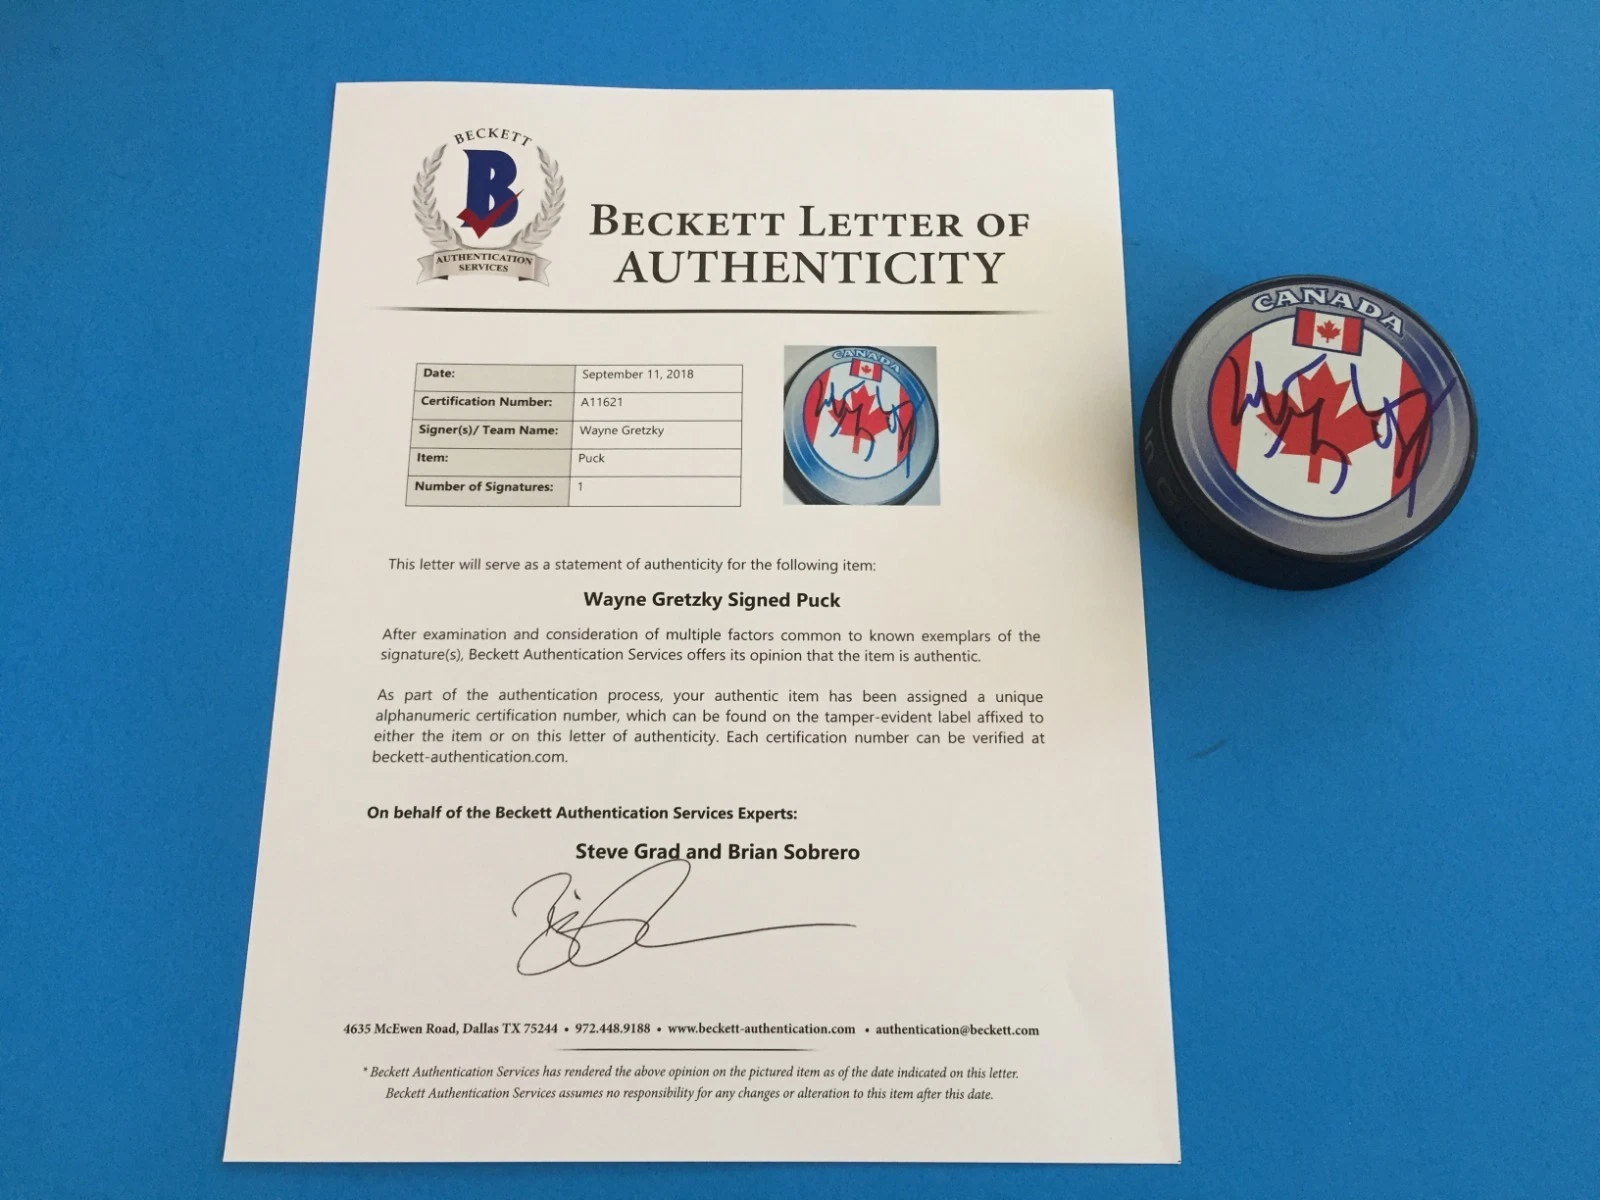 BECKETT
B
AUTHENTICATION
SERVICES
BECKETT LETTER OF
AUTHENTICITY
Date: September 11, 2018
Certification Number: A11621
Signer(s)/ Team Name: Wayne Gretzky
Item: Puck
Number of Signatures: 1
CANADA
This letter will serve as a statement of authenticity for the following item:
Wayne Gretzky Signed Puck
After examination and consideration of multiple factors common to known exemplars of the
signature(s), Beckett Authentication Services offers its opinion that the item is authentic.
As part of the authentication process, your authentic item has been assigned a unique
alphanumeric certification number, which can be found on the tamper-evident label affixed to
either the item or on this letter of authenticity. Each certification number can be verified at
beckett-authentication.com.
On behalf of the Beckett Authentication Services Experts:
Steve Grad and Brian Sobrero
4635 McEwen Road, Dallas TX 75244 • 972.448.9188 • www.beckett-authentication.com • authentication@beckett.com
* Beckett Authentication Services has rendered the above opinion on the pictured item as of the date indicated on this letter.
Beckett Authentication Services assumes no responsibility for any changes or alteration to this item after this date.
CANADA